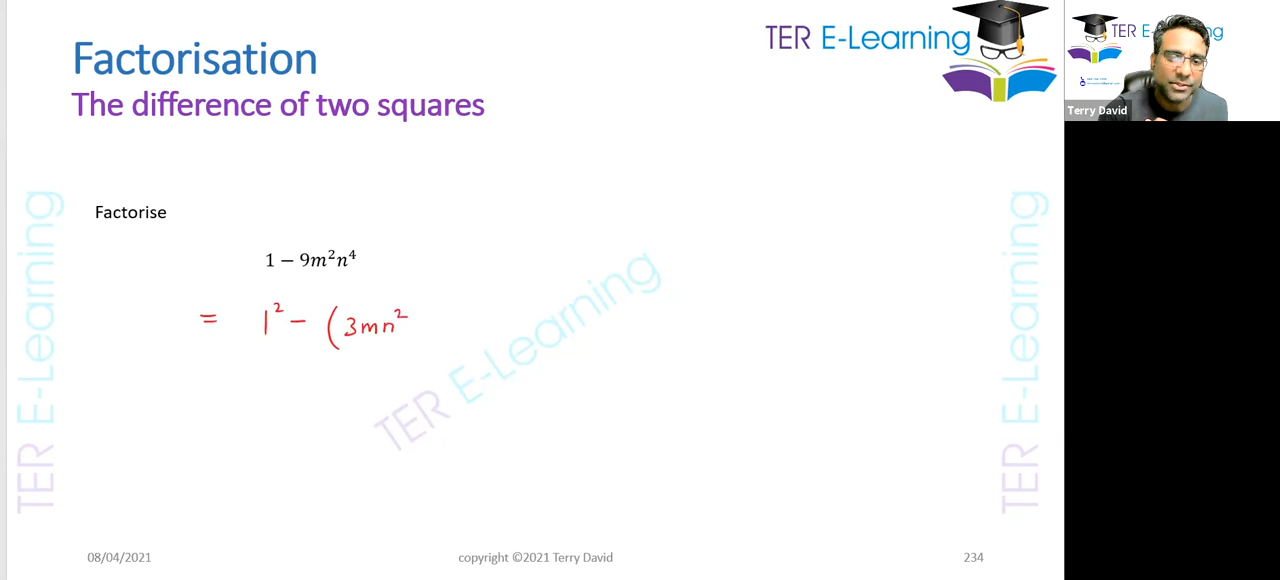 Factorisation
The difference of two squares
TER E-Learning
TER E-Learning
Terry David
Factorise
1 − 9m²n⁴
= 1² − (3mn²
TER E-Learning
TER E-Learning
TER E-Learning
08/04/2021
copyright ©2021 Terry David
234